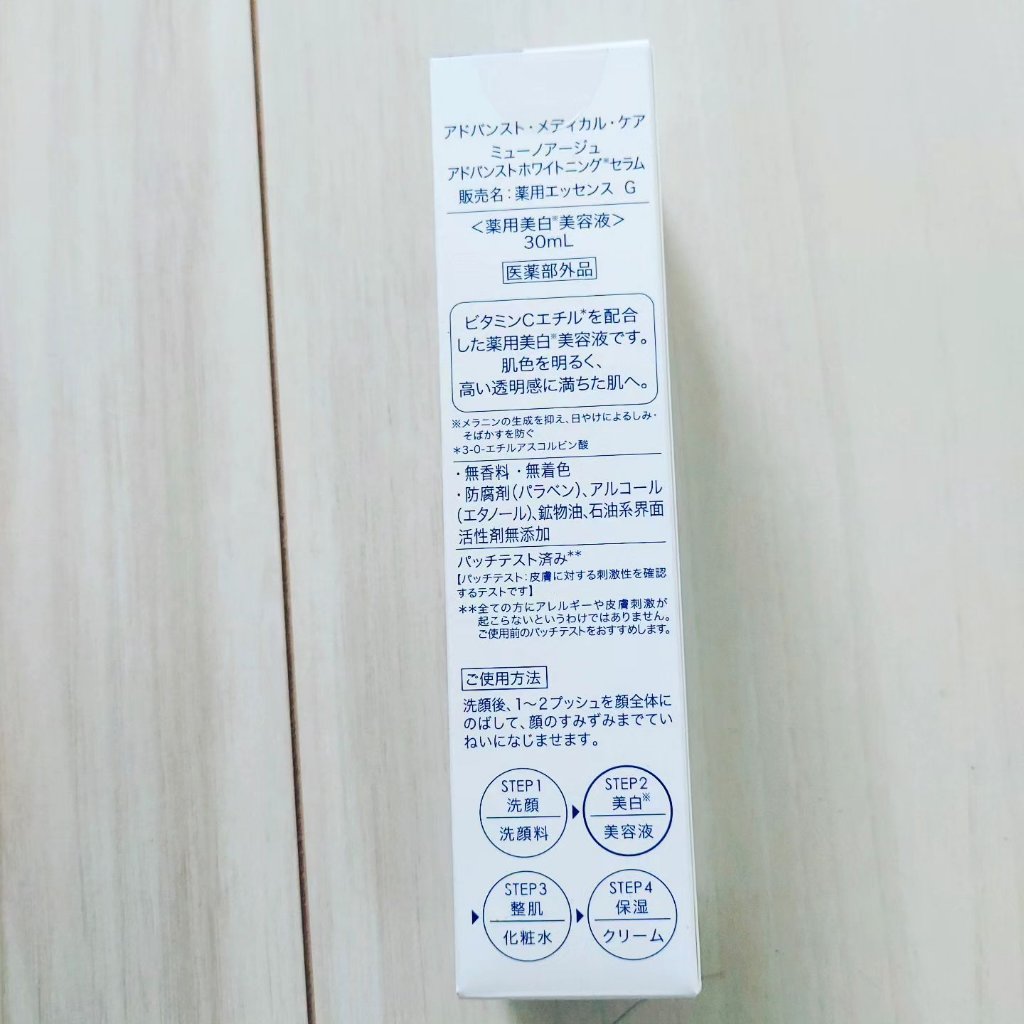 アドバンスト・メディカル・ケア
ミューノアージュ
アドバンストホワイトニング※セラム
販売名：薬用エッセンス G
＜薬用美白※美容液＞
30mL
医薬部外品
ビタミンCエチル*を配合
した薬用美白※美容液です。
肌色を明るく、
高い透明感に満ちた肌へ。
※メラニンの生成を抑え、日やけによるしみ・
そばかすを防ぐ
*3-O-エチルアスコルビン酸
・無香料・無着色
・防腐剤（パラベン）、アルコール
（エタノール）、鉱物油、石油系界面
活性剤無添加
パッチテスト済み**
【パッチテスト：皮膚に対する刺激性を確認
するテストです】
**全ての方にアレルギーや皮膚刺激が
起こらないというわけではありません。
ご使用前のパッチテストをおすすめします。
ご使用方法
洗顔後、1～2プッシュを顔全体に
のばして、顔のすみずみまでてい
ねいになじませます。
STEP1
洗顔
洗顔料
STEP2
美白※
美容液
STEP3
整肌
化粧水
STEP4
保湿
クリーム